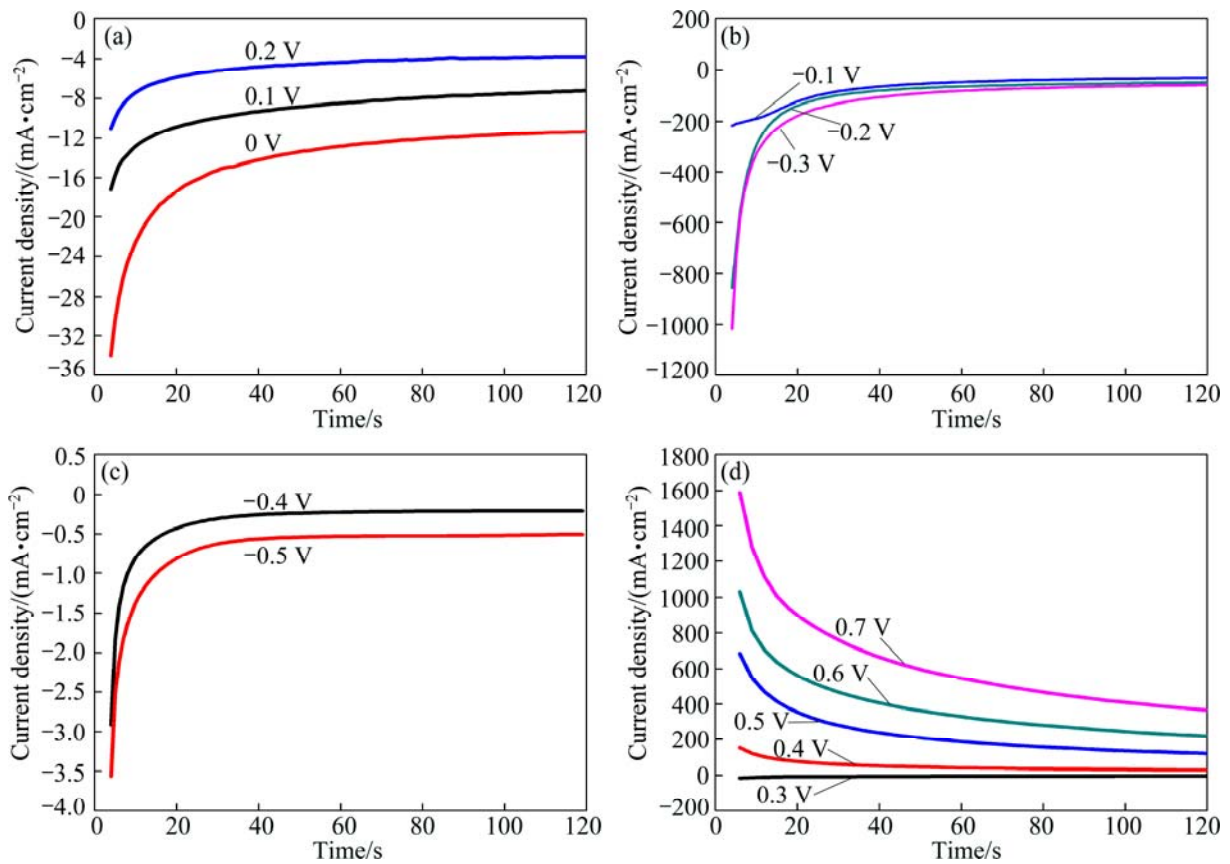 (a)
0
−4
−8
−12
−16
−20
−24
−28
−32
−36
Current density/(mA•cm⁻²)
0.2 V
0.1 V
0 V
0 20 40 60 80 100 120
Time/s
(b)
200
0
−200
−400
−600
−800
−1000
−1200
Current density/(mA•cm⁻²)
−0.1 V
−0.2 V
−0.3 V
0 20 40 60 80 100 120
Time/s
(c)
0.5
0
−0.5
−1.0
−1.5
−2.0
−2.5
−3.0
−3.5
−4.0
Current density/(mA•cm⁻²)
−0.4 V
−0.5 V
0 20 40 60 80 100 120
Time/s
(d)
1800
1600
1400
1200
1000
800
600
400
200
0
−200
Current density/(mA•cm⁻²)
0.7 V
0.6 V
0.5 V
0.4 V
0.3 V
0 20 40 60 80 100 120
Time/s